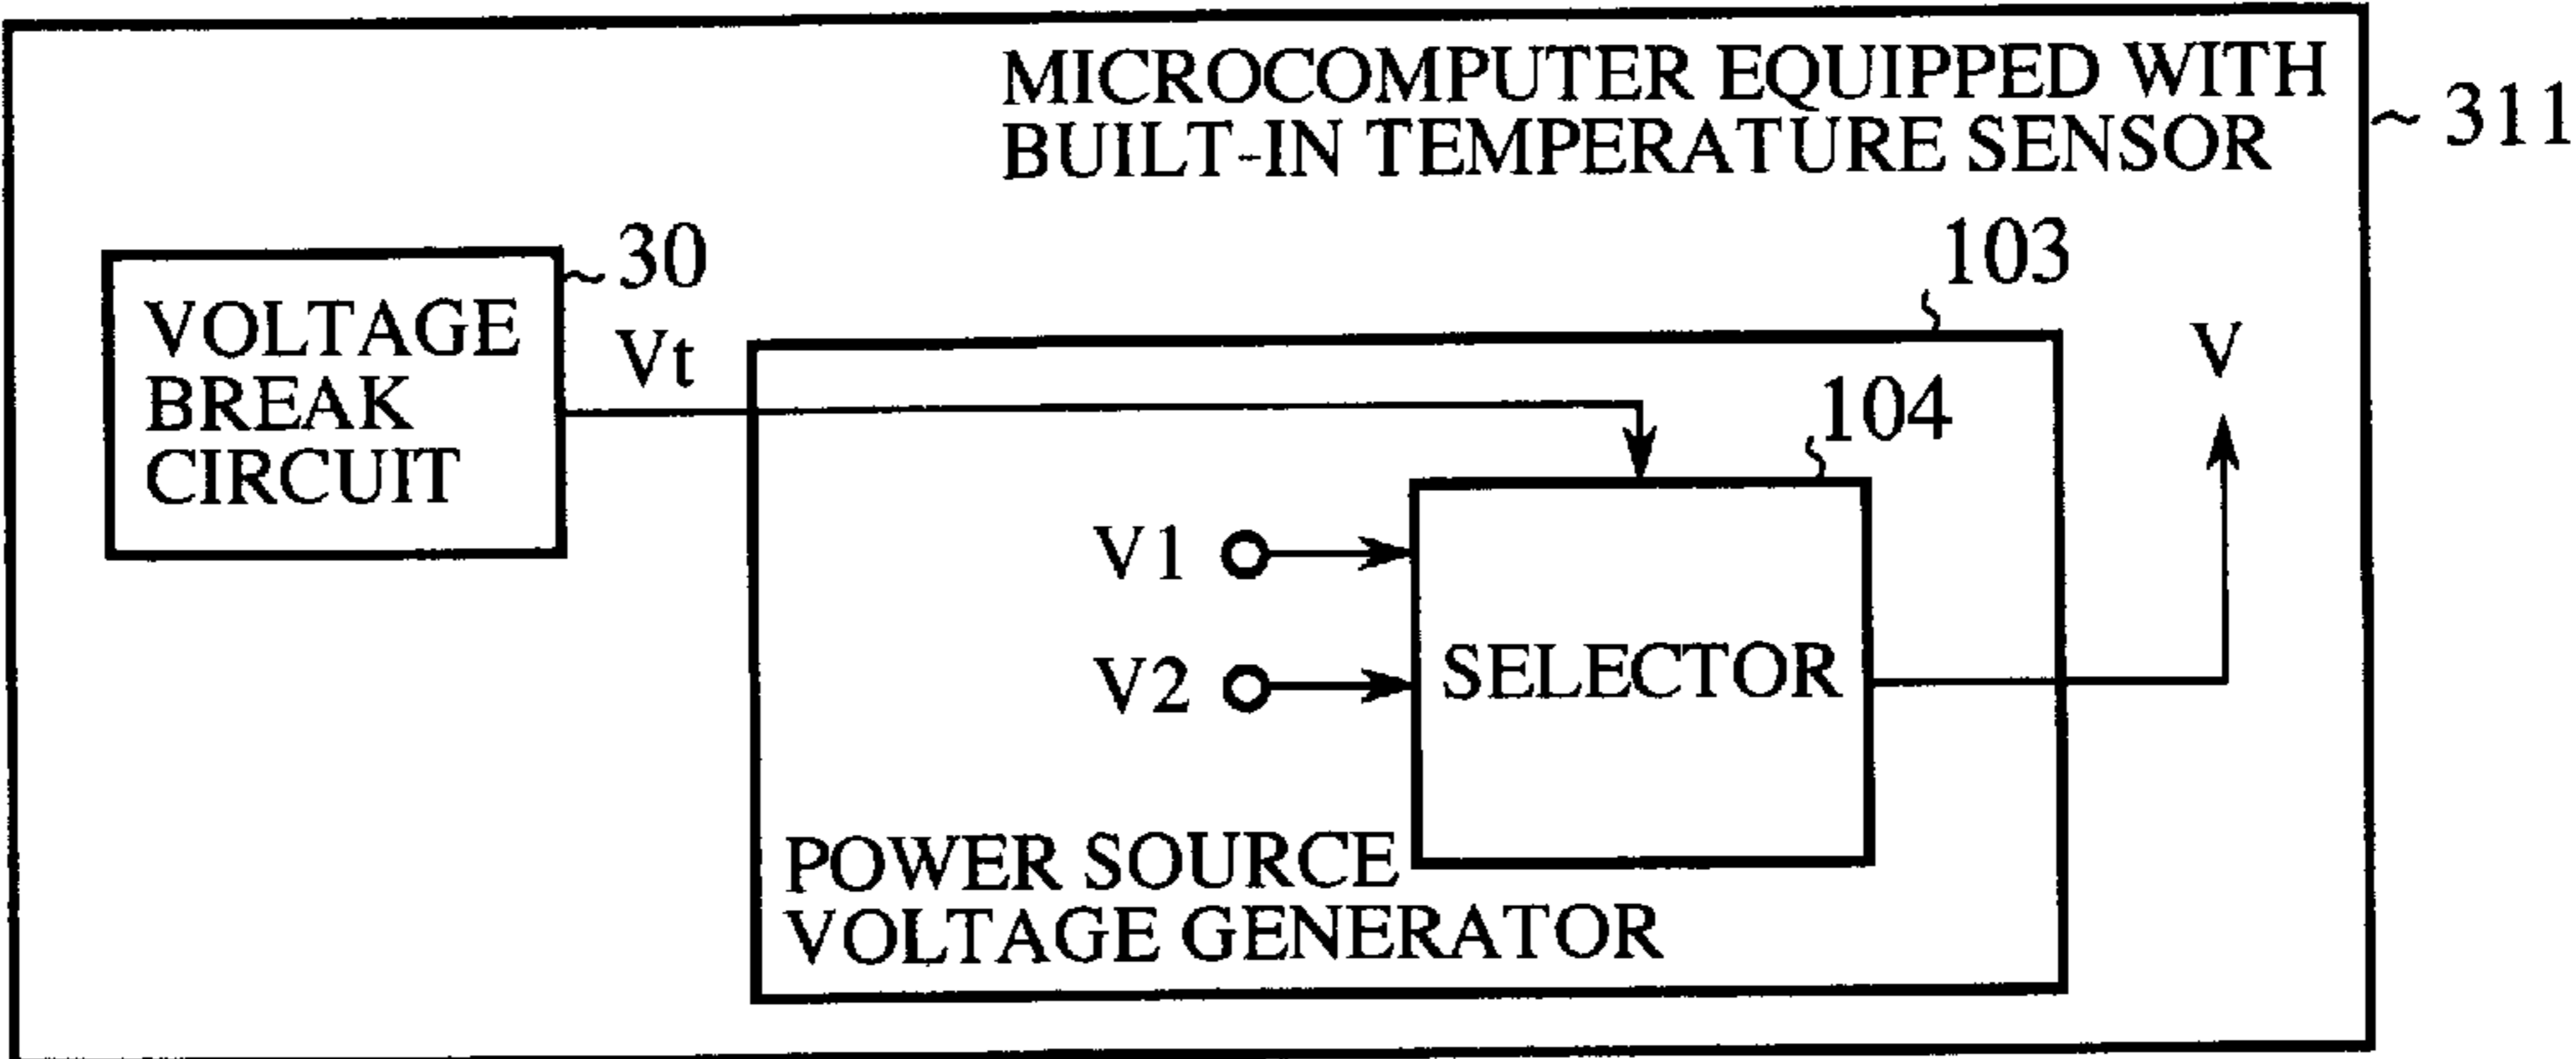 MICROCOMPUTER EQUIPPED WITH
BUILT-IN TEMPERATURE SENSOR
311
30
VOLTAGE
BREAK
CIRCUIT
Vt
103
V
104
V1
V2
SELECTOR
POWER SOURCE
VOLTAGE GENERATOR